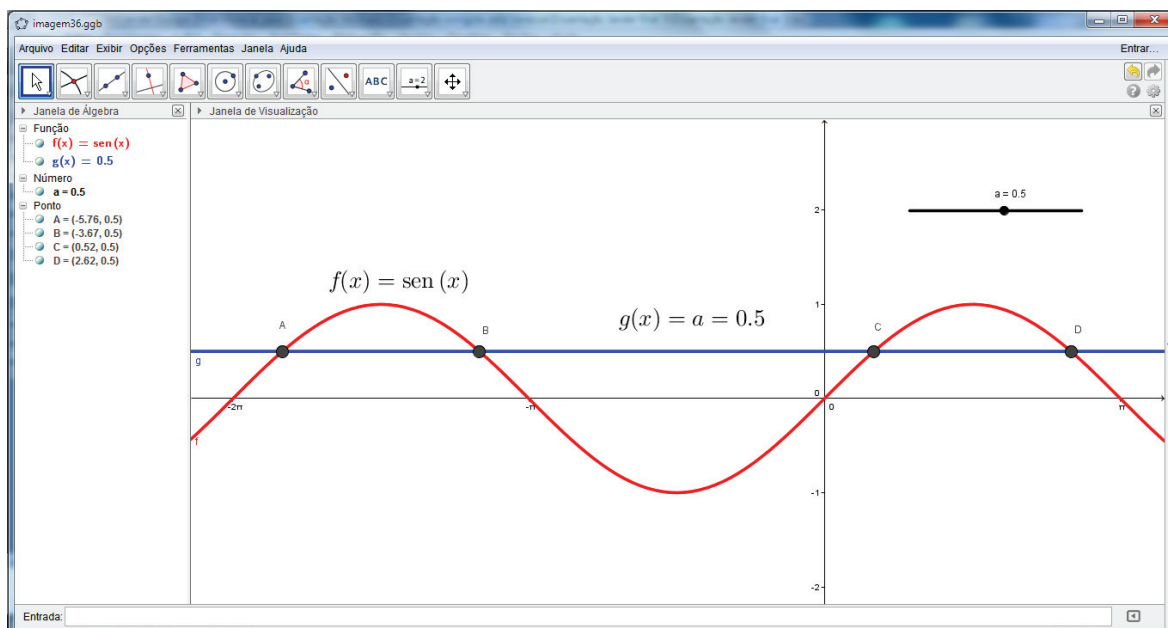 imagem36.ggb
Arquivo Editar Exibir Opções Ferramentas Janela Ajuda
Entrar...
ABC
a=2
Janela de Álgebra
Função
f(x) = sen (x)
g(x) = 0.5
Número
a = 0.5
Ponto
A = (-5.76, 0.5)
B = (-3.67, 0.5)
C = (0.52, 0.5)
D = (2.62, 0.5)
Janela de Visualização
a = 0.5
2
f(x) = sen (x)
1
g(x) = a = 0.5
A
B
C
D
g
0
-2π
-π
0
π
f
-1
-2
Entrada: